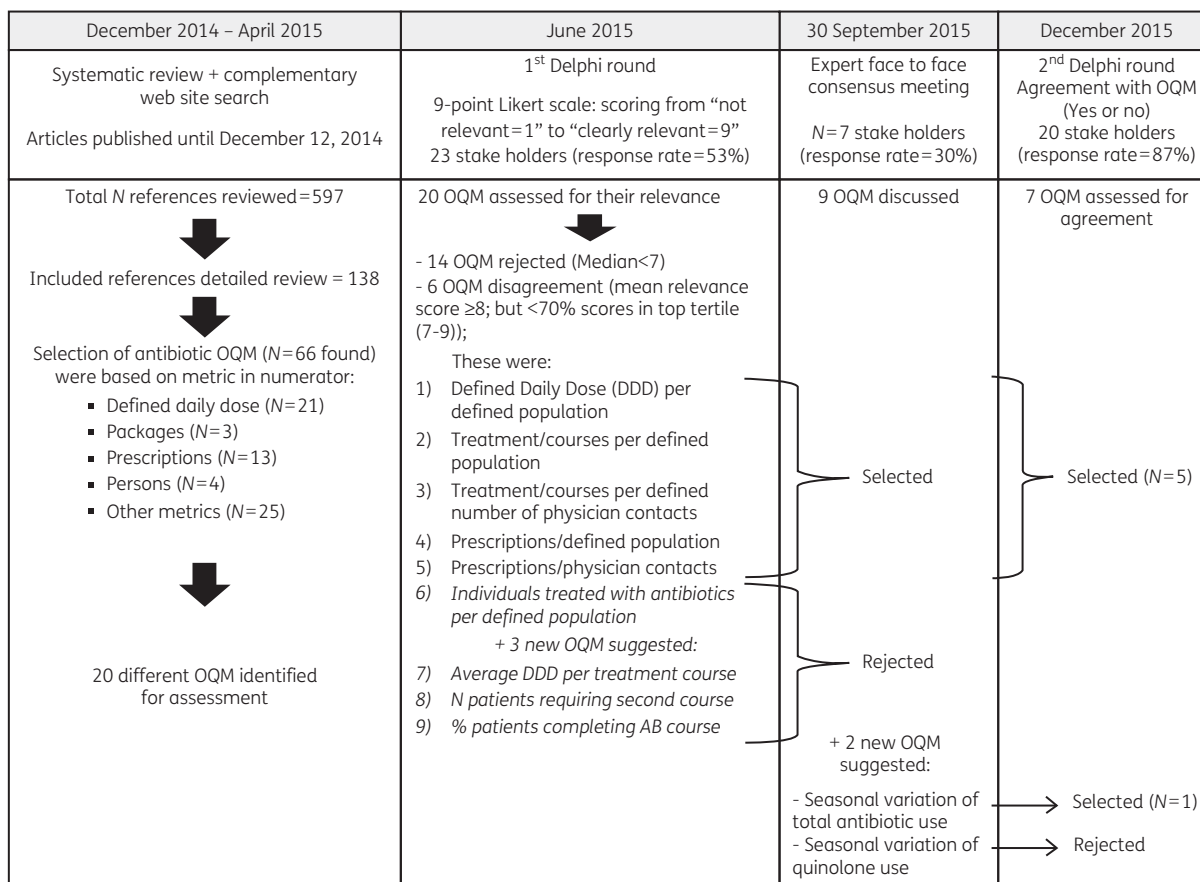 December 2014 – April 2015
Systematic review + complementary
web site search
Articles published until December 12, 2014
Total N references reviewed=597
Included references detailed review = 138
Selection of antibiotic OQM (N=66 found)
were based on metric in numerator:
▪ Defined daily dose (N=21)
▪ Packages (N=3)
▪ Prescriptions (N=13)
▪ Persons (N=4)
▪ Other metrics (N=25)
20 different OQM identified
for assessment
June 2015
1st Delphi round
9-point Likert scale: scoring from “not
relevant=1” to “clearly relevant=9”
23 stake holders (response rate=53%)
20 OQM assessed for their relevance
- 14 OQM rejected (Median<7)
- 6 OQM disagreement (mean relevance
score ≥8; but <70% scores in top tertile
(7-9));
These were:
1) Defined Daily Dose (DDD) per
defined population
2) Treatment/courses per defined
population
3) Treatment/courses per defined
number of physician contacts
4) Prescriptions/defined population
5) Prescriptions/physician contacts
6) Individuals treated with antibiotics
per defined population
+ 3 new OQM suggested:
7) Average DDD per treatment course
8) N patients requiring second course
9) % patients completing AB course
30 September 2015
Expert face to face
consensus meeting
N=7 stake holders
(response rate=30%)
9 OQM discussed
Selected
Rejected
+ 2 new OQM
suggested:
- Seasonal variation of
total antibiotic use
- Seasonal variation of
quinolone use
December 2015
2nd Delphi round
Agreement with OQM
(Yes or no)
20 stake holders
(response rate=87%)
7 OQM assessed for
agreement
Selected (N=5)
Selected (N=1)
Rejected